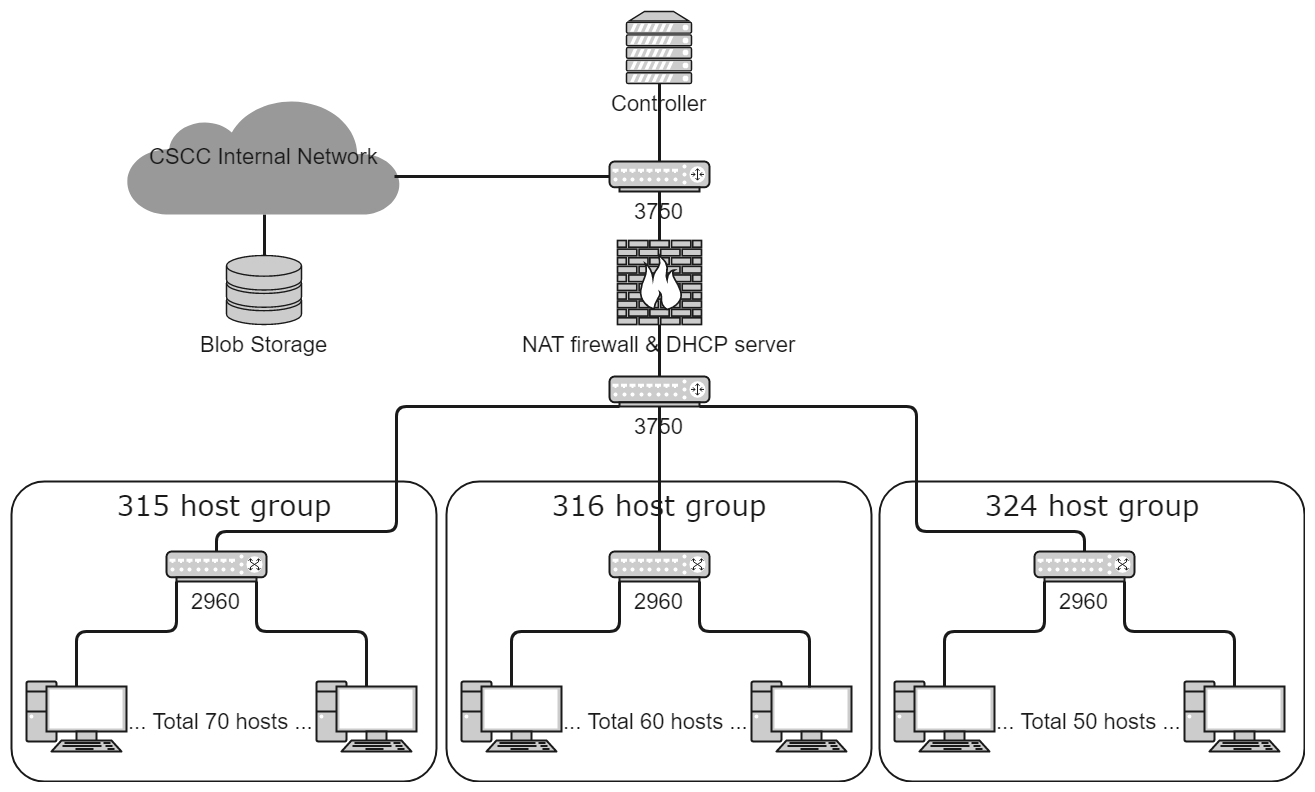 Controller
CSCC Internal Network
3750
Blob Storage
NAT firewall & DHCP server
3750
315 host group
316 host group
324 host group
2960
2960
2960
... Total 70 hosts ...
... Total 60 hosts ...
... Total 50 hosts ...